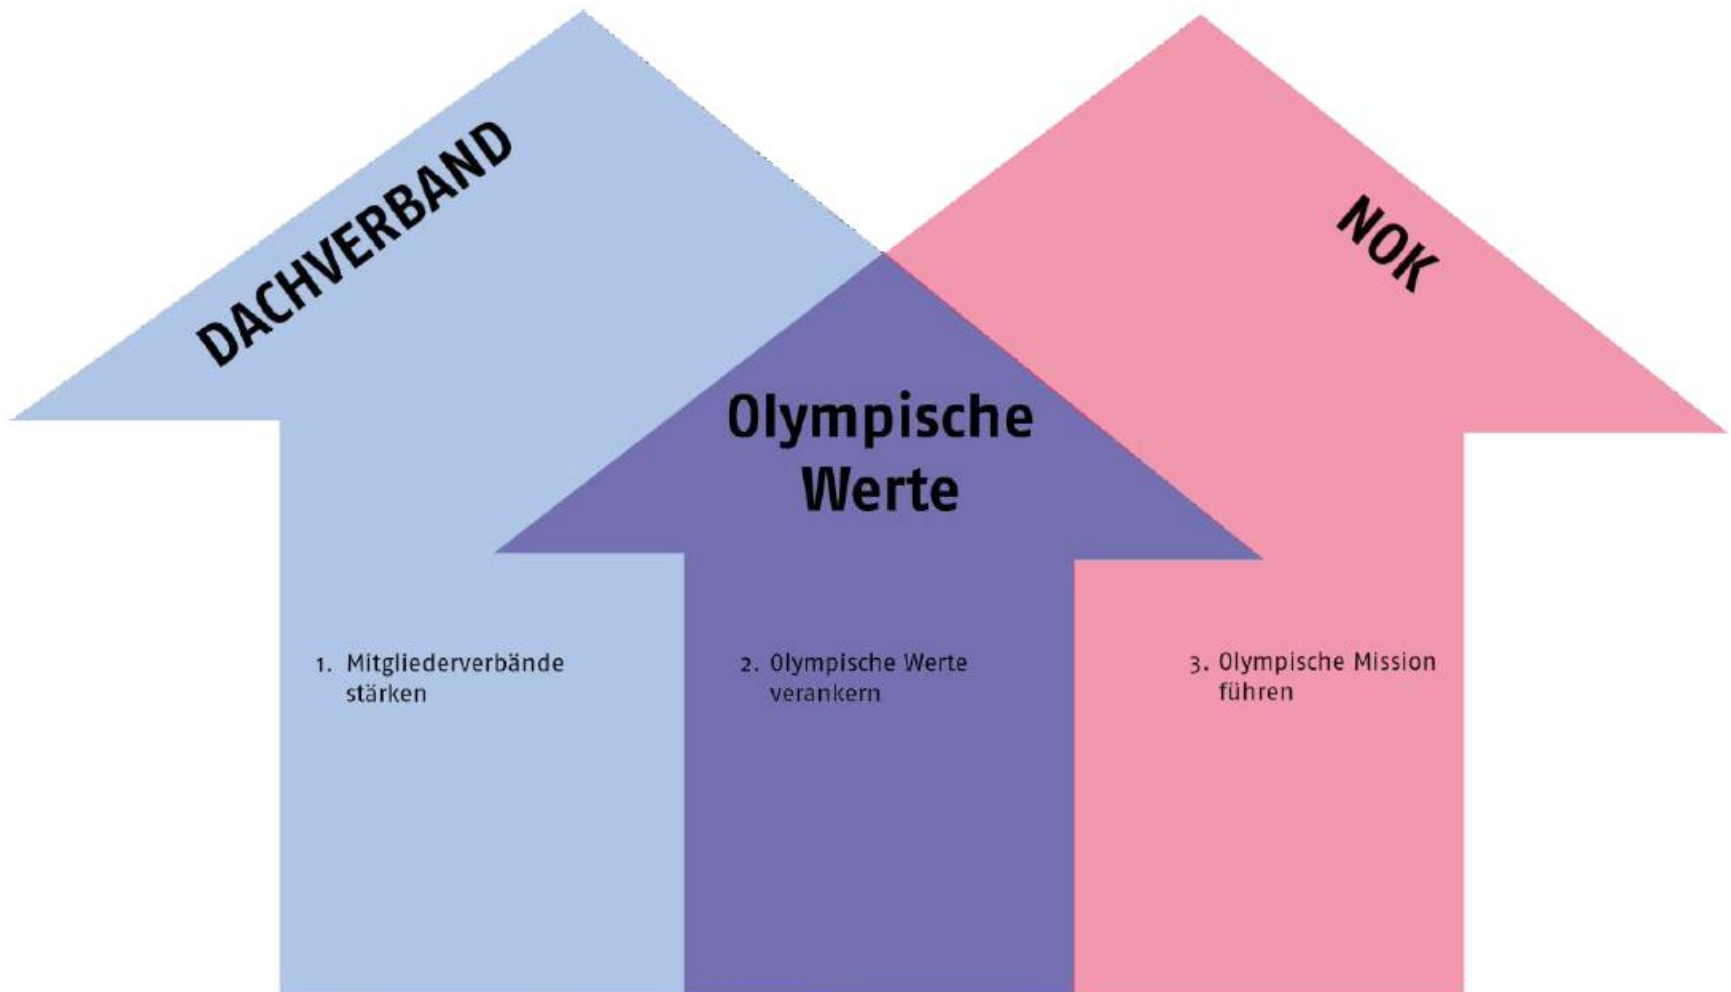 DACHVERBAND
NOK
Olympische
Werte
1. Mitgliederverbände
stärken
2. Olympische Werte
verankern
3. Olympische Mission
führen